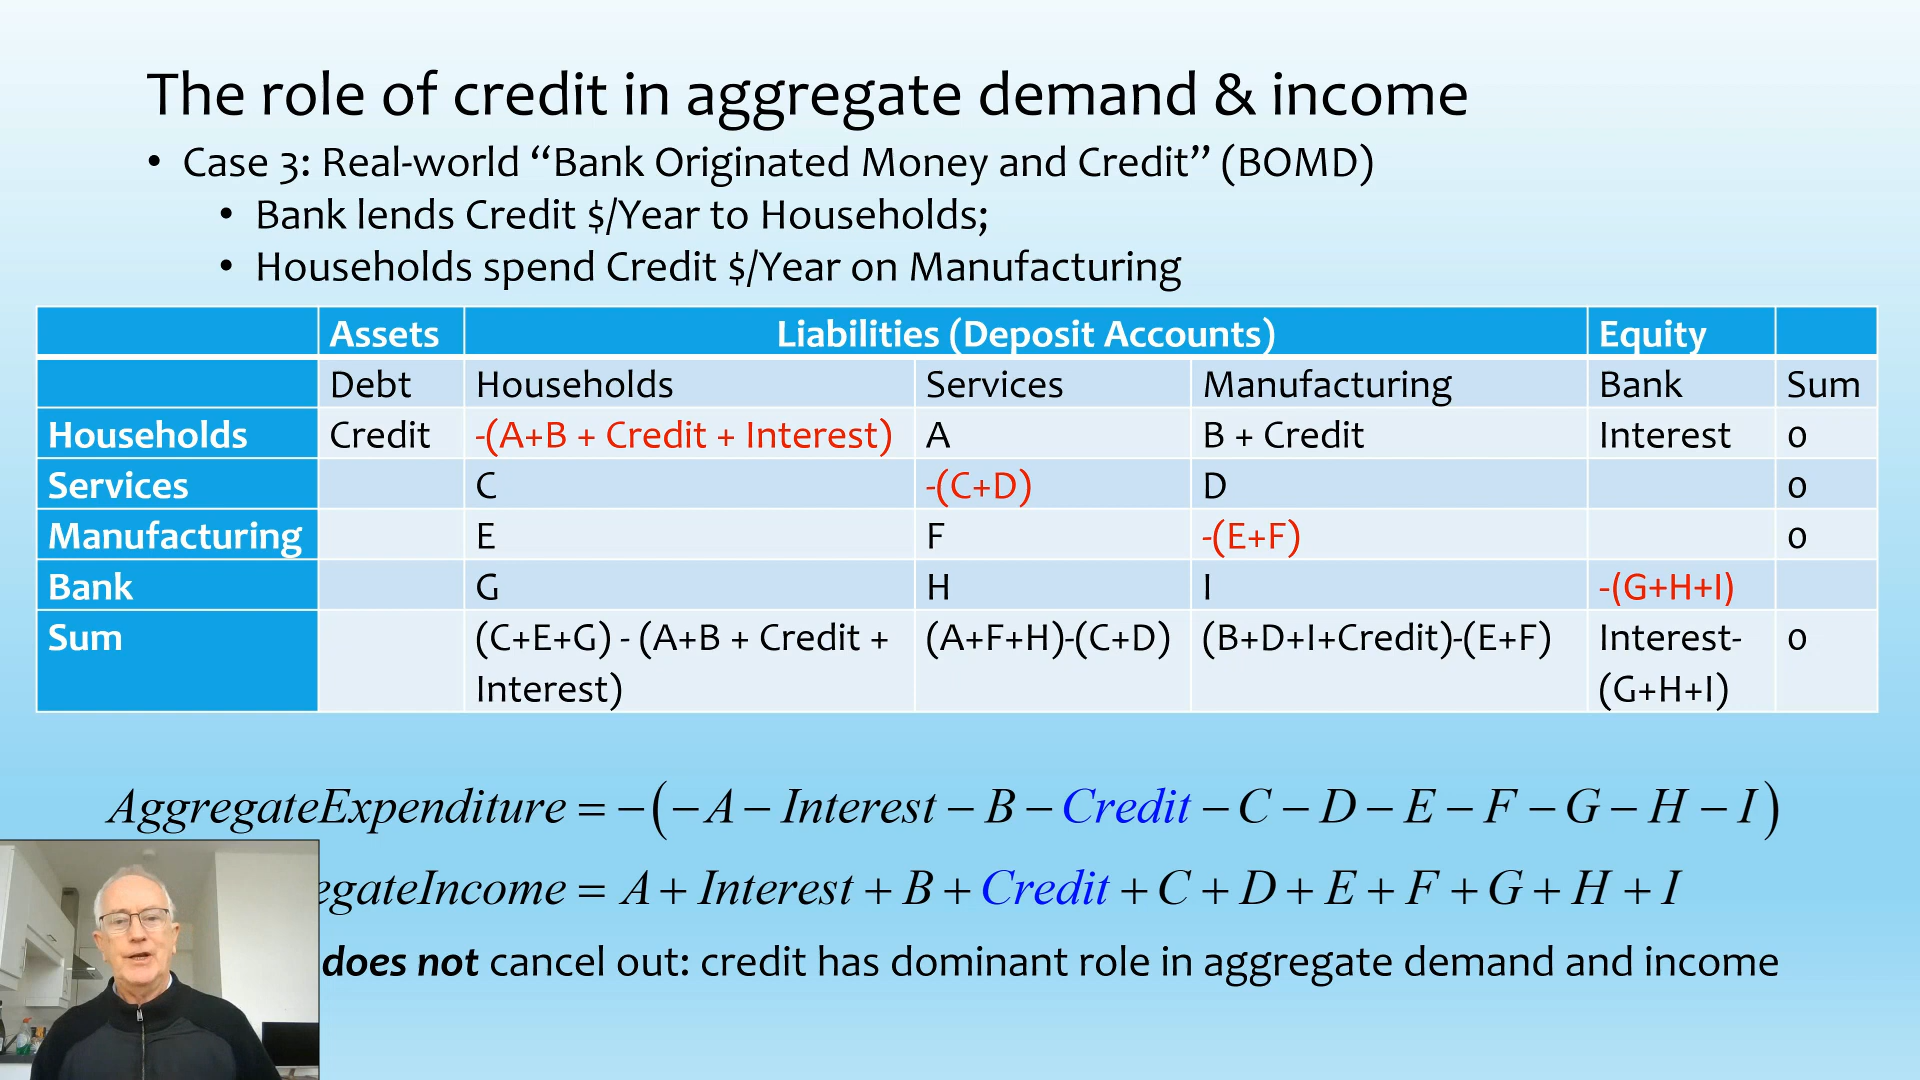 The role of credit in aggregate demand & income
• Case 3: Real-world “Bank Originated Money and Credit” (BOMD)
• Bank lends Credit $/Year to Households;
• Households spend Credit $/Year on Manufacturing
Assets Liabilities (Deposit Accounts) Equity
Debt Households Services Manufacturing Bank Sum
Households Credit -(A+B + Credit + Interest) A B + Credit Interest 0
Services C -(C+D) D 0
Manufacturing E F -(E+F) 0
Bank G H I -(G+H+I)
Sum (C+E+G) - (A+B + Credit + (A+F+H)-(C+D) (B+D+I+Credit)-(E+F) Interest- 0
Interest) (G+H+I)
AggregateExpenditure = −(−A − Interest − B − Credit − C − D − E − F − G − H − I)
egateIncome = A + Interest + B + Credit + C + D + E + F + G + H + I
does not cancel out: credit has dominant role in aggregate demand and income